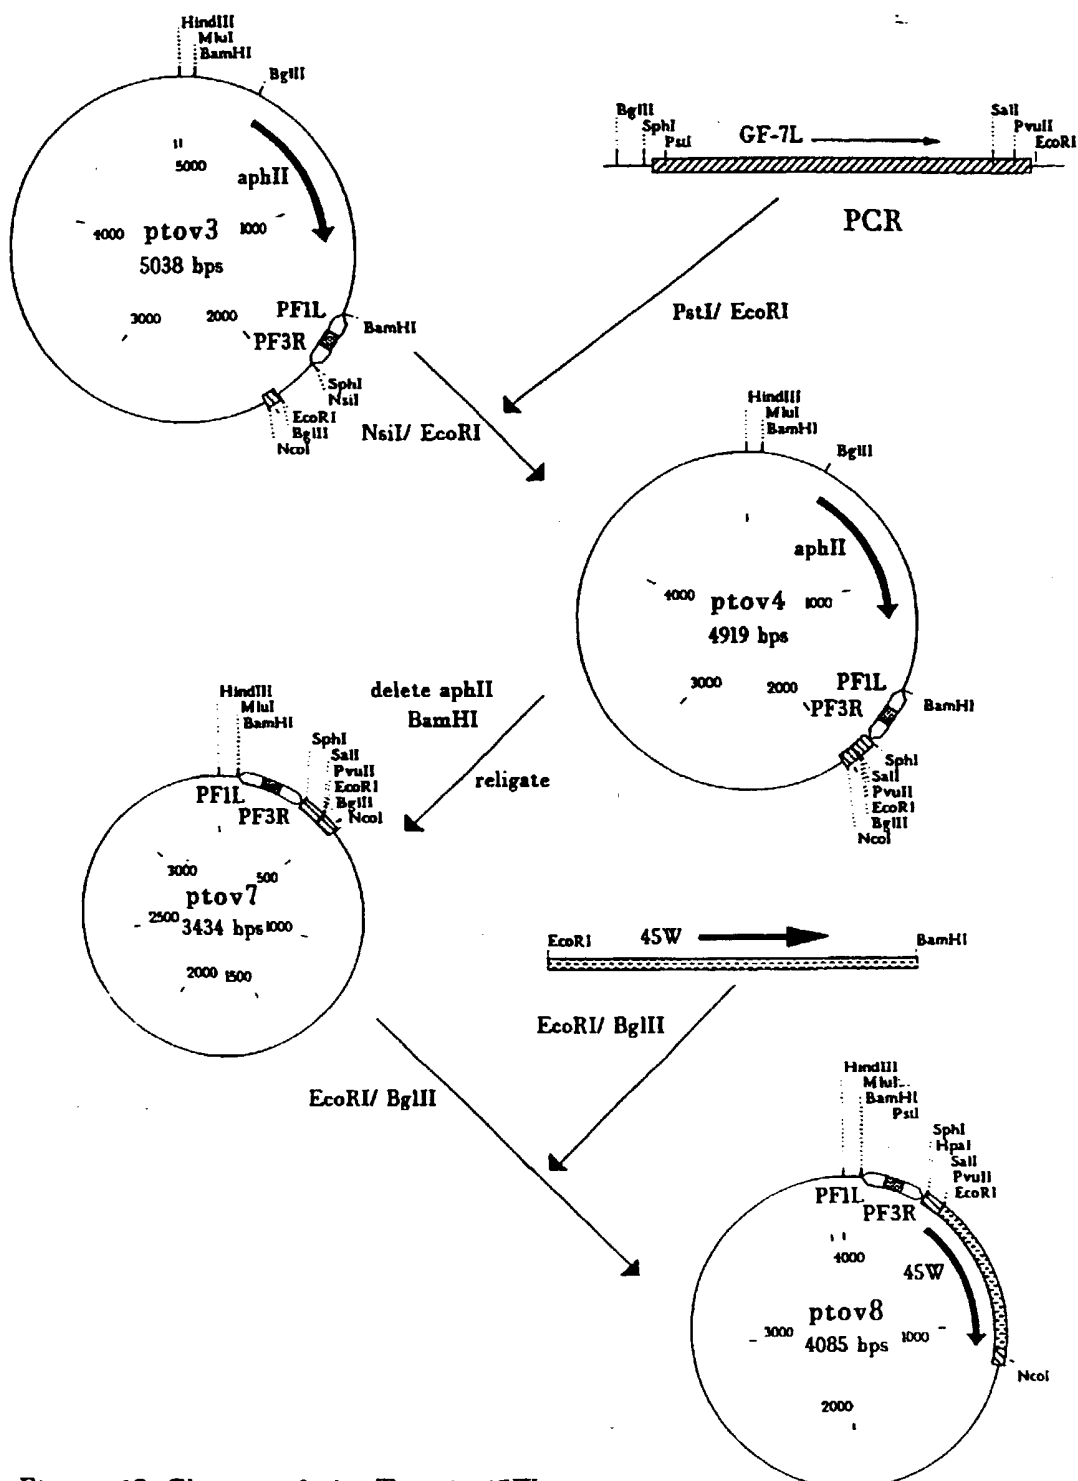 HindIII
MluI
BamHI
BglII
5000
aphII
4000
ptov3
1000
5038 bps
3000
2000
PF1L
PF3R
BamHI
SphI
NsiI
EcoRI
BglII
NcoI
BglII
SphI
PstI
GF-7L
SalI
PvuII
EcoRI
PCR
PstI/ EcoRI
NsiI/ EcoRI
HindIII
MluI
BamHI
BglII
aphII
4000
ptov4
1000
4919 bps
3000
2000
PF1L
PF3R
BamHI
SphI
SalI
PvuII
EcoRI
BglII
NcoI
delete aphII
BamHI
religate
HindIII
MluI
BamHI
SphI
SalI
PvuII
EcoRI
BglII
NcoI
PF1L
PF3R
3000
500
ptov7
2500
3434 bps
1000
2000
1500
EcoRI
45W
BamHI
EcoRI/ BglII
EcoRI/ BglII
HindIII
MluI
BamHI
PstI
SphI
HpaI
SalI
PvuII
EcoRI
PF1L
PF3R
4000
45W
ptov8
3000
1000
4085 bps
NcoI
2000